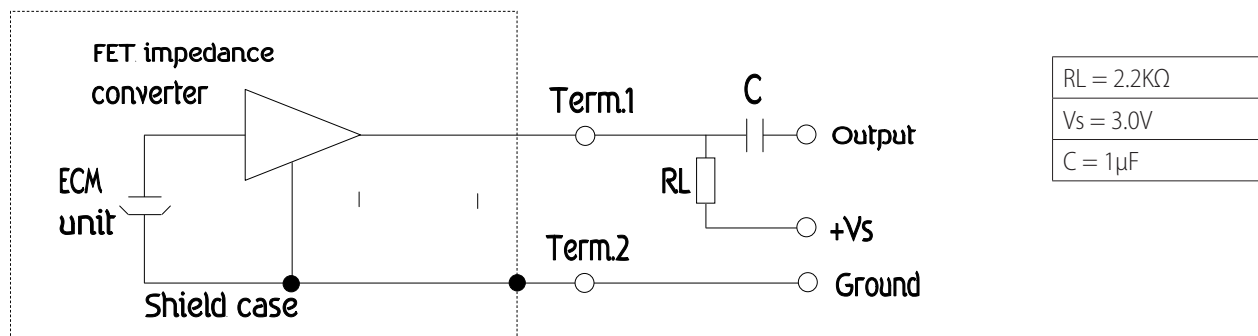 FET impedance
converter
Term.1
C
Output
ECM
unit
RL
+Vs
Term.2
Ground
Shield case
RL = 2.2KΩ
Vs = 3.0V
C = 1µF